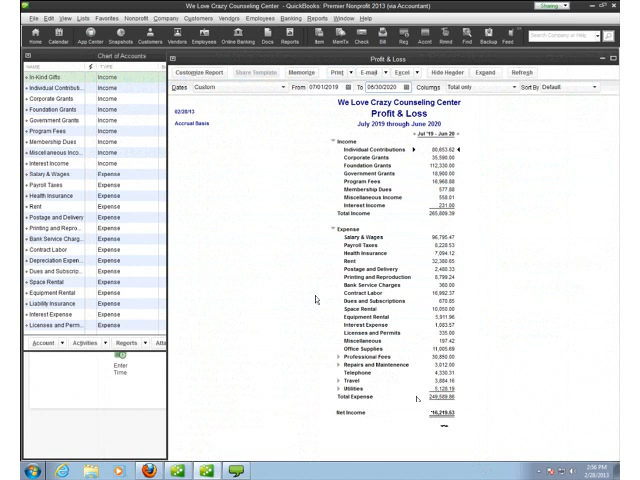 We Love Crazy Counseling Center - QuickBooks: Premier Nonprofit 2013 (via Accountant)
Sharing
File Edit View Lists Favorites Nonprofit Company Customers Vendors Employees Banking Reports Window Help
Home Calendar App Center Snapshots Customers Vendors Employees Online Banking Docs Reports Item MemTx Check Bill Reg Accnt Rmind Find Backup Feed
Search Company or Help...
Chart of Accounts
NAME TYPE
In-Kind Gifts Income
Individual Contributi... Income
Corporate Grants Income
Foundation Grants Income
Government Grants Income
Program Fees Income
Membership Dues Income
Miscellaneous Inco... Income
Interest Income Income
Salary & Wages Expense
Payroll Taxes Expense
Health Insurance Expense
Rent Expense
Postage and Delivery Expense
Printing and Repro... Expense
Bank Service Charg... Expense
Contract Labor Expense
Depreciation Expen... Expense
Dues and Subscrip... Expense
Space Rental Expense
Equipment Rental Expense
Liability Insurance Expense
Interest Expense Expense
Licenses and Perm... Expense
Account Activities Reports Atta
Enter
Time
Profit & Loss
Customize Report Share Template Memorize Print E-mail Excel Hide Header Expand Refresh
Dates Custom From 07/01/2019 To 06/30/2020 Columns Total only Sort By Default
We Love Crazy Counseling Center
02/28/13 Profit & Loss
Accrual Basis July 2019 through June 2020
Jul '19 - Jun 20
Income
Individual Contributions 80,653.62
Corporate Grants 35,590.00
Foundation Grants 112,330.00
Government Grants 18,900.00
Program Fees 16,968.88
Membership Dues 577.88
Miscellaneous Income 558.01
Interest Income 231.00
Total Income 265,809.39
Expense
Salary & Wages 96,795.47
Payroll Taxes 8,228.53
Health Insurance 7,094.12
Rent 32,388.65
Postage and Delivery 2,480.33
Printing and Reproduction 8,799.24
Bank Service Charges 360.00
Contract Labor 16,992.37
Dues and Subscriptions 670.85
Space Rental 10,050.00
Equipment Rental 5,911.96
Interest Expense 1,083.57
Licenses and Permits 335.00
Miscellaneous 197.42
Office Supplies 11,005.69
Professional Fees 30,850.00
Repairs and Maintenence 3,012.00
Telephone 4,330.31
Travel 3,884.16
Utilities 5,120.19
Total Expense 249,589.86
Net Income 16,219.53
2:56 PM
2/28/2013